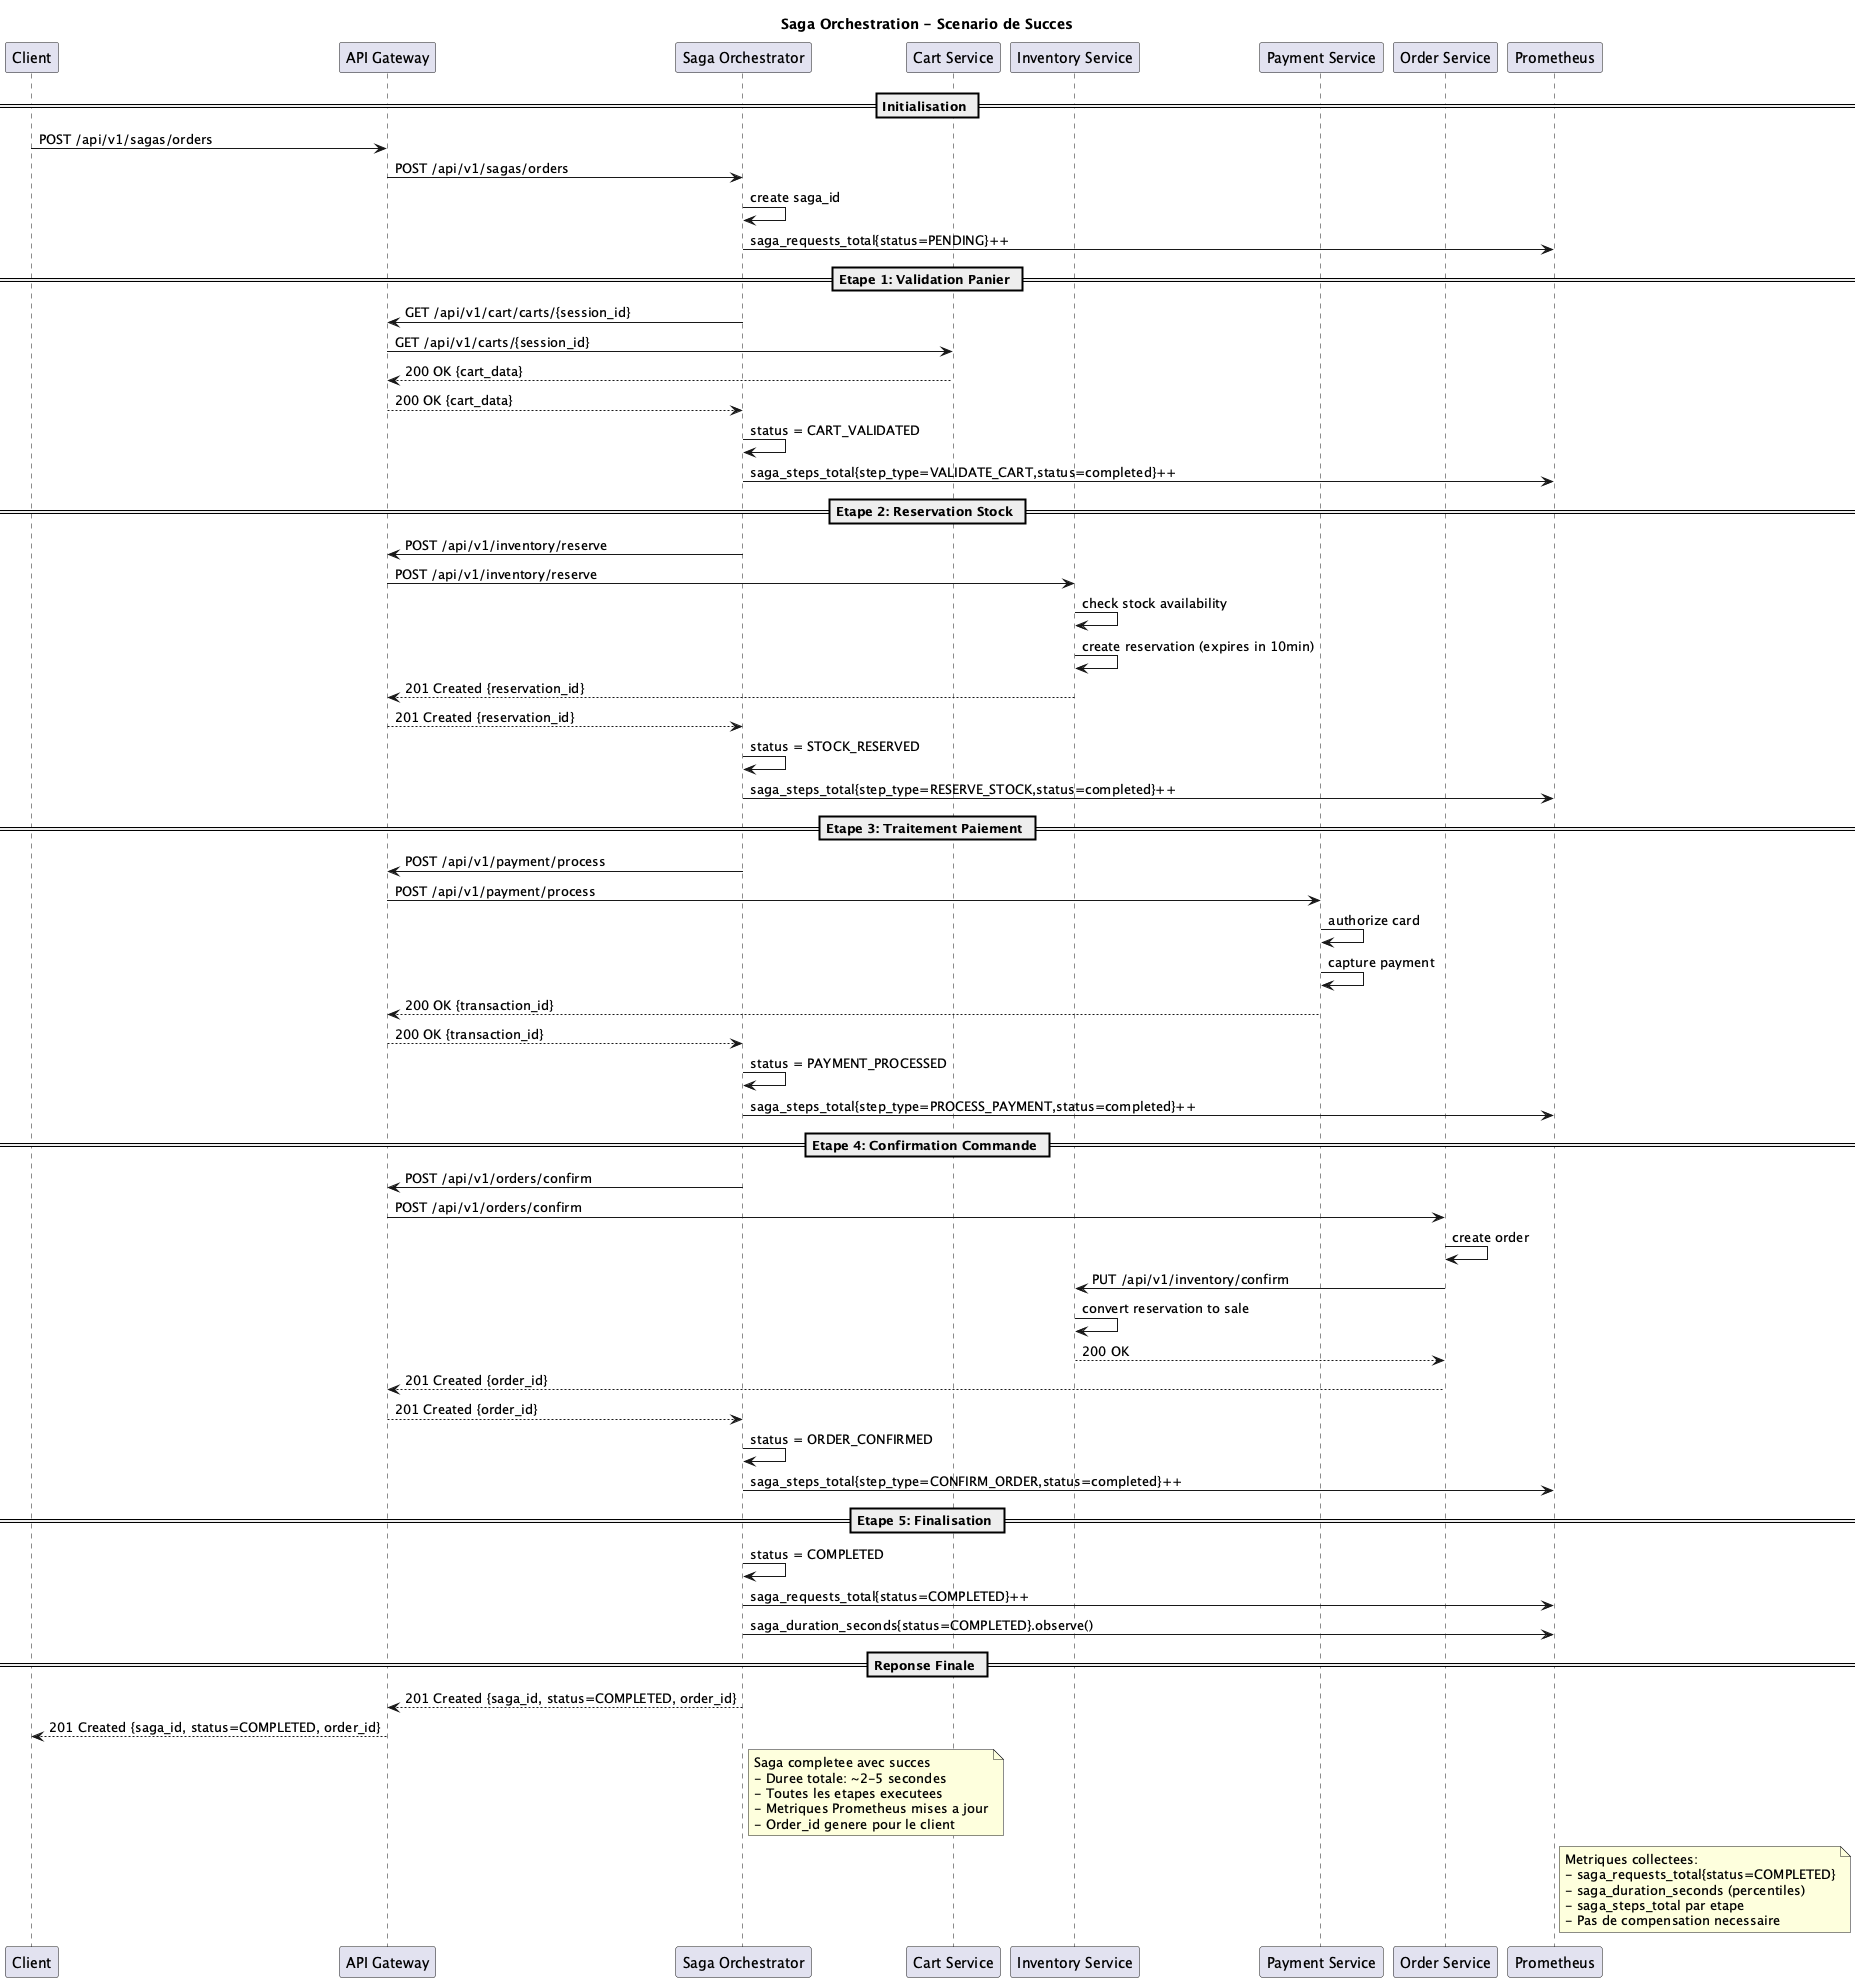 Saga Orchestration - Scenario de Succes
Client
API Gateway
Saga Orchestrator
Cart Service
Inventory Service
Payment Service
Order Service
Prometheus
Initialisation
POST /api/v1/sagas/orders
POST /api/v1/sagas/orders
create saga_id
saga_requests_total{status=PENDING}++
Etape 1: Validation Panier
GET /api/v1/cart/carts/{session_id}
GET /api/v1/carts/{session_id}
200 OK {cart_data}
200 OK {cart_data}
status = CART_VALIDATED
saga_steps_total{step_type=VALIDATE_CART,status=completed}++
Etape 2: Reservation Stock
POST /api/v1/inventory/reserve
POST /api/v1/inventory/reserve
check stock availability
create reservation (expires in 10min)
201 Created {reservation_id}
201 Created {reservation_id}
status = STOCK_RESERVED
saga_steps_total{step_type=RESERVE_STOCK,status=completed}++
Etape 3: Traitement Paiement
POST /api/v1/payment/process
POST /api/v1/payment/process
authorize card
capture payment
200 OK {transaction_id}
200 OK {transaction_id}
status = PAYMENT_PROCESSED
saga_steps_total{step_type=PROCESS_PAYMENT,status=completed}++
Etape 4: Confirmation Commande
POST /api/v1/orders/confirm
POST /api/v1/orders/confirm
create order
PUT /api/v1/inventory/confirm
convert reservation to sale
200 OK
201 Created {order_id}
201 Created {order_id}
status = ORDER_CONFIRMED
saga_steps_total{step_type=CONFIRM_ORDER,status=completed}++
Etape 5: Finalisation
status = COMPLETED
saga_requests_total{status=COMPLETED}++
saga_duration_seconds{status=COMPLETED}.observe()
Reponse Finale
201 Created {saga_id, status=COMPLETED, order_id}
201 Created {saga_id, status=COMPLETED, order_id}
Saga completee avec succes
- Duree totale: ~2-5 secondes
- Toutes les etapes executees
- Metriques Prometheus mises a jour
- Order_id genere pour le client
Metriques collectees:
- saga_requests_total{status=COMPLETED}
- saga_duration_seconds (percentiles)
- saga_steps_total par etape
- Pas de compensation necessaire
Client
API Gateway
Saga Orchestrator
Cart Service
Inventory Service
Payment Service
Order Service
Prometheus